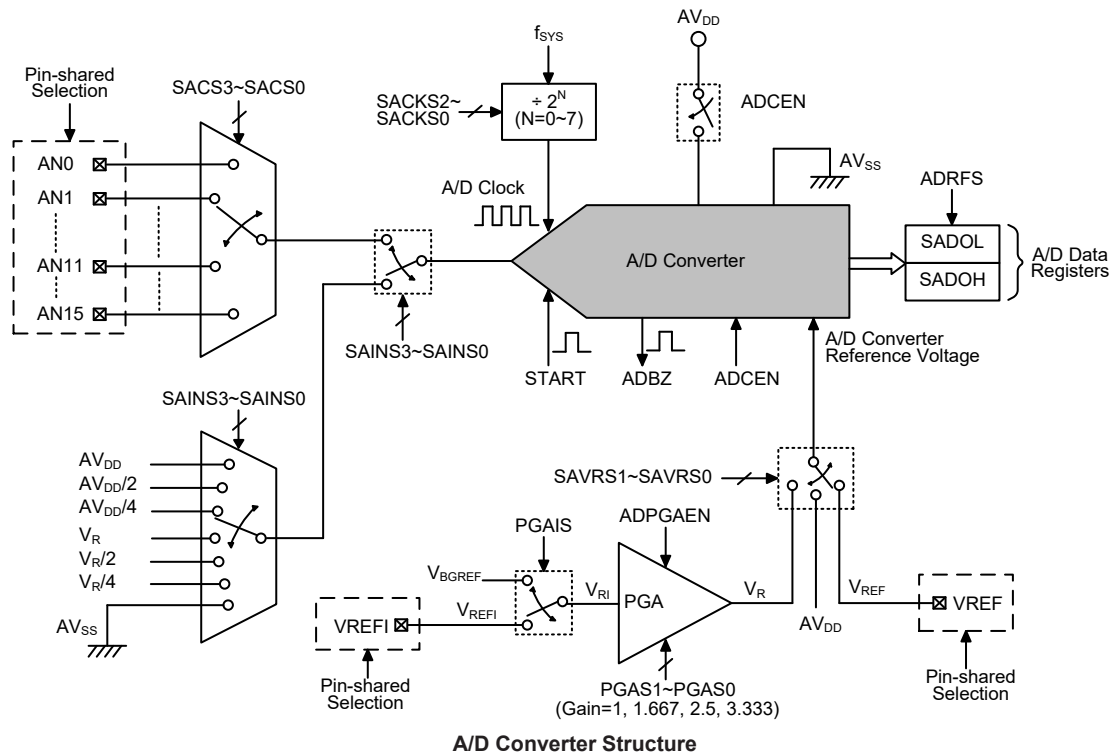 AV<sub>DD</sub>
f<sub>SYS</sub>
Pin-shared
Selection
SACS3~SACS0
SACKS2~
SACKS0
÷ 2<sup>N</sup>
(N=0~7)
ADCEN
AN0
AN1
AN11
AN15
A/D Clock
AV<sub>SS</sub>
ADRFS
A/D Converter
SADOL
SADOH
A/D Data
Registers
SAINS3~SAINS0
START
ADBZ
ADCEN
A/D Converter
Reference Voltage
SAINS3~SAINS0
AV<sub>DD</sub>
AV<sub>DD</sub>/2
AV<sub>DD</sub>/4
V<sub>R</sub>
V<sub>R</sub>/2
V<sub>R</sub>/4
AV<sub>SS</sub>
SAVRS1~SAVRS0
PGAIS
ADPGAEN
V<sub>BGREF</sub>
V<sub>REFI</sub>
V<sub>RI</sub>
PGA
V<sub>R</sub>
AV<sub>DD</sub>
V<sub>REF</sub>
VREFI
VREF
Pin-shared
Selection
PGAS1~PGAS0
(Gain=1, 1.667, 2.5, 3.333)
Pin-shared
Selection
A/D Converter Structure